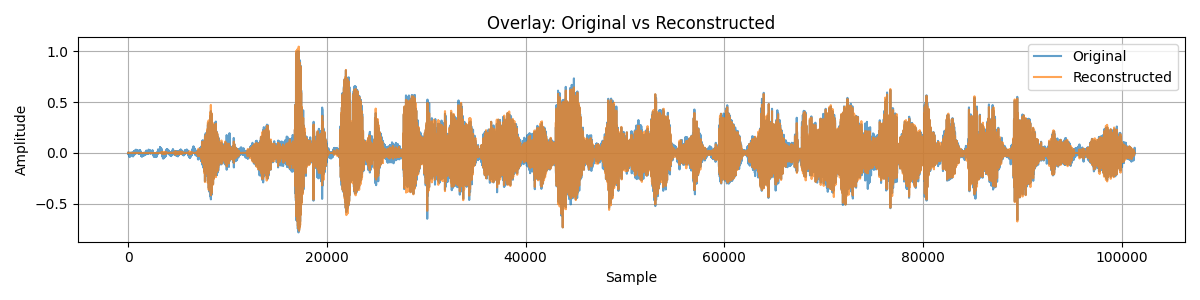 Overlay: Original vs Reconstructed
Amplitude
1.0
0.5
0.0
−0.5
Original
Reconstructed
0
20000
40000
60000
80000
100000
Sample